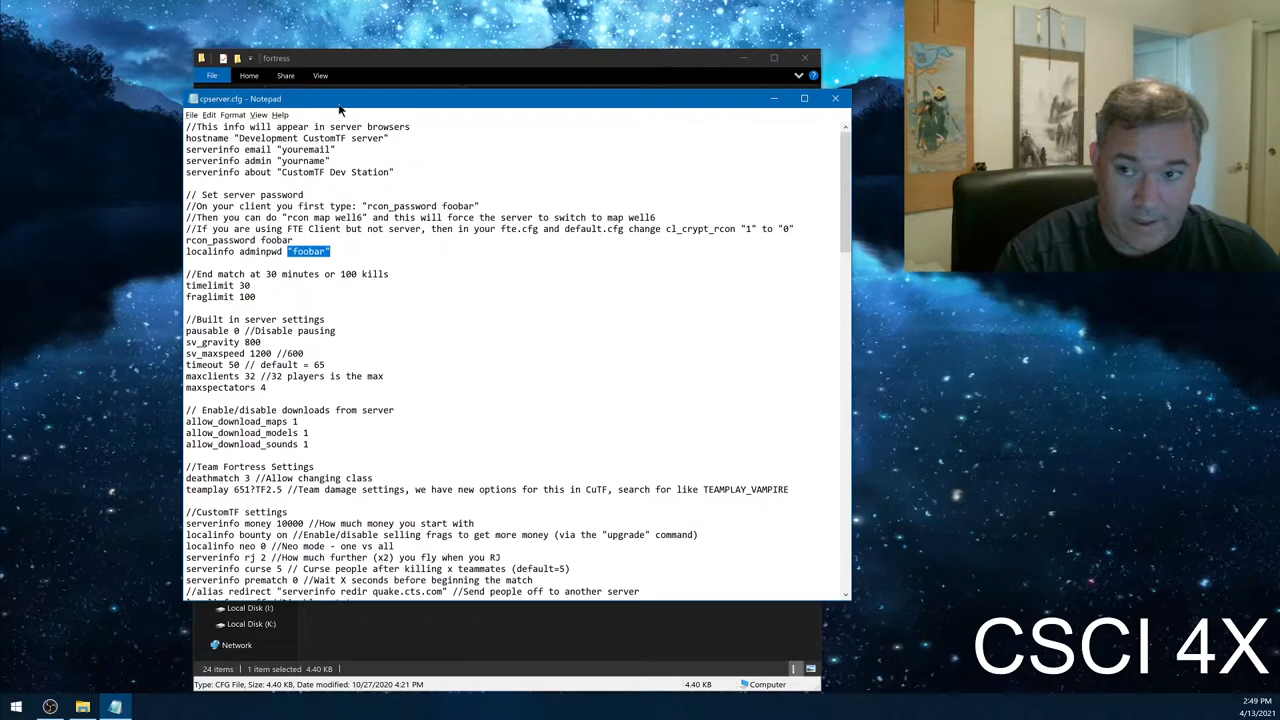 fortress
File Home Share View
cpserver.cfg - Notepad
File Edit Format View Help
//This info will appear in server browsers
hostname "Development CustomTF server"
serverinfo email "youremail"
serverinfo admin "yourname"
serverinfo about "CustomTF Dev Station"
// Set server password
//On your client you first type: "rcon_password foobar"
//Then you can do "rcon map well6" and this will force the server to switch to map well6
//If you are using FTE Client but not server, then in your fte.cfg and default.cfg change cl_crypt_rcon "1" to "0"
rcon_password foobar
localinfo adminpwd "foobar"
//End match at 30 minutes or 100 kills
timelimit 30
fraglimit 100
//Built in server settings
pausable 0 //Disable pausing
sv_gravity 800
sv_maxspeed 1200 //600
timeout 50 // default = 65
maxclients 32 //32 players is the max
maxspectators 4
// Enable/disable downloads from server
allow_download_maps 1
allow_download_models 1
allow_download_sounds 1
//Team Fortress Settings
deathmatch 3 //Allow changing class
teamplay 651?TF2.5 //Team damage settings, we have new options for this in CuTF, search for like TEAMPLAY_VAMPIRE
//CustomTF settings
serverinfo money 10000 //How much money you start with
localinfo bounty on //Enable/disable selling frags to get more money (via the "upgrade" command)
localinfo neo 0 //Neo mode - one vs all
serverinfo rj 2 //How much further (x2) you fly when you RJ
serverinfo curse 5 // Curse people after killing x teammates (default=5)
serverinfo prematch 0 //Wait X seconds before beginning the match
//alias redirect "serverinfo redir quake.cts.com" //Send people off to another server
Local Disk (I:)
Local Disk (K:)
Network
24 items 1 item selected 4.40 KB
Type: CFG File, Size: 4.40 KB, Date modified: 10/27/2020 4:21 PM 4.40 KB Computer
CSCI 4X
2:49 PM
4/13/2021